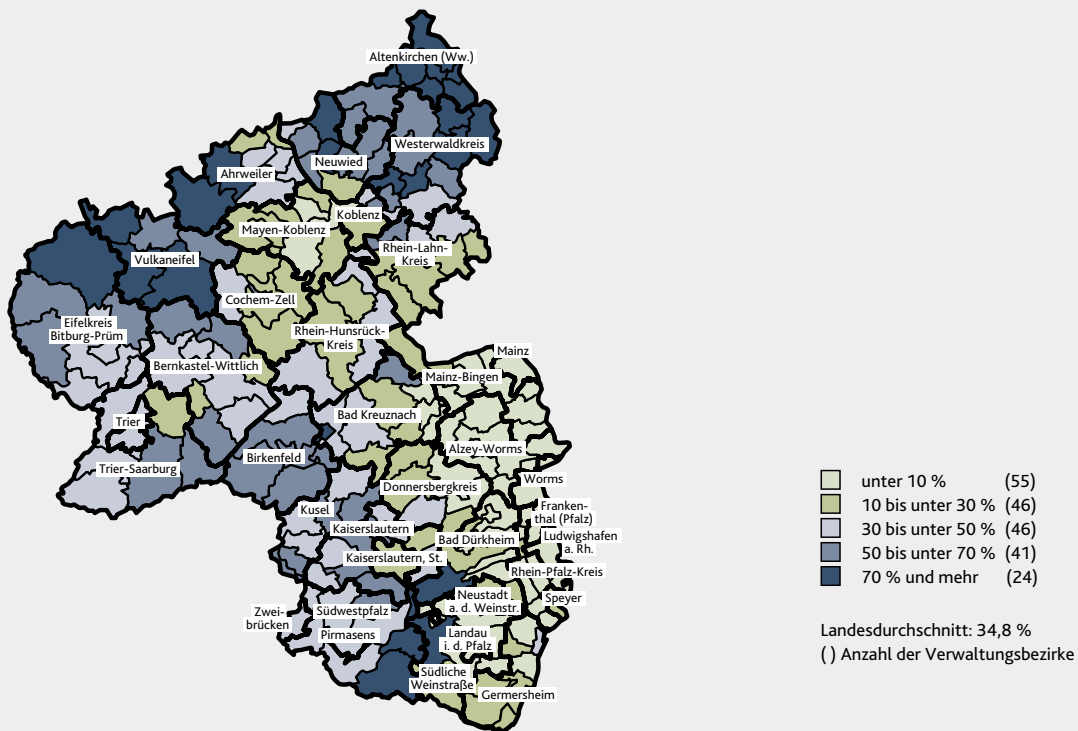 Altenkirchen (Ww.)
Westerwaldkreis
Neuwied
Ahrweiler
Koblenz
Mayen-Koblenz
Rhein-Lahn-
Kreis
Vulkaneifel
Cochem-Zell
Eifelkreis
Bitburg-Prüm
Rhein-Hunsrück-
Kreis
Mainz
Bernkastel-Wittlich
Mainz-Bingen
Trier
Bad Kreuznach
Alzey-Worms
Birkenfeld
Trier-Saarburg
Donnersbergkreis
Worms
Kusel
Franken-
thal (Pfalz)
Kaiserslautern
Bad Dürkheim
Ludwigshafen
a. Rh.
Kaiserslautern, St.
Rhein-Pfalz-Kreis
Neustadt
a. d. Weinstr.
Speyer
Zwei-
brücken
Südwestpfalz
Pirmasens
Landau
i. d. Pfalz
Südliche
Weinstraße
Germersheim
unter 10 % (55)
10 bis unter 30 % (46)
30 bis unter 50 % (46)
50 bis unter 70 % (41)
70 % und mehr (24)
Landesdurchschnitt: 34,8 %
( ) Anzahl der Verwaltungsbezirke